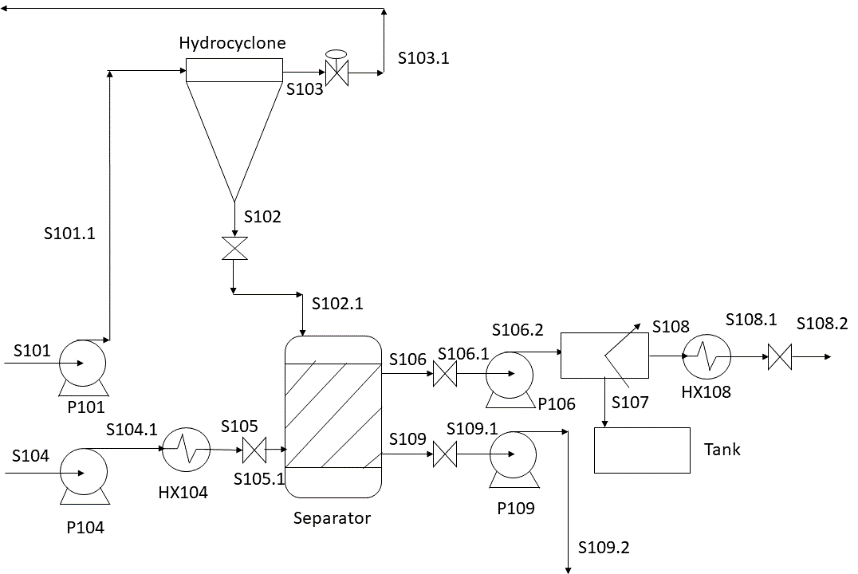 Hydrocyclone
S103.1
S103
S102
S101.1
S102.1
S101
P101
S106
S106.1
S106.2
P106
S108
S108.1
S108.2
HX108
S107
Tank
S104
S104.1
P104
HX104
S105
S105.1
Separator
S109
S109.1
P109
S109.2